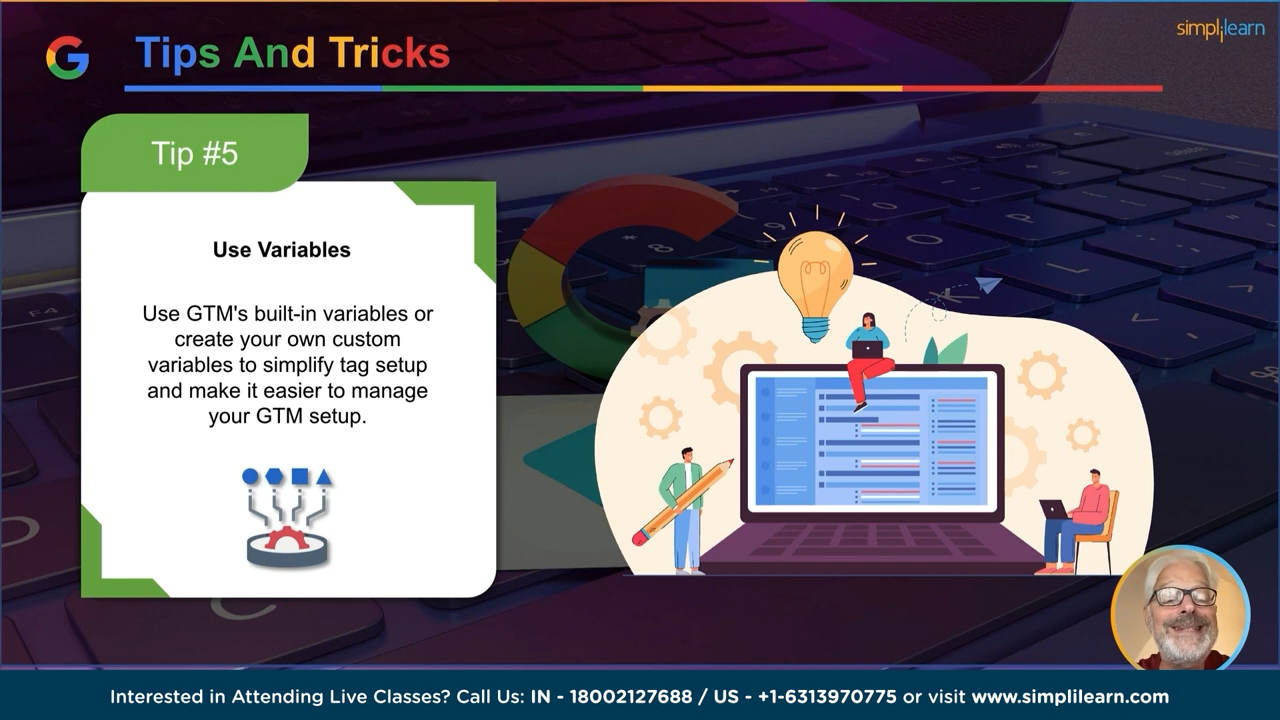 simplilearn
Tips And Tricks
Tip #5
Use Variables
Use GTM's built-in variables or
create your own custom
variables to simplify tag setup
and make it easier to manage
your GTM setup.
Interested in Attending Live Classes? Call Us: IN - 18002127688 / US - +1-6313970775 or visit www.simplilearn.com